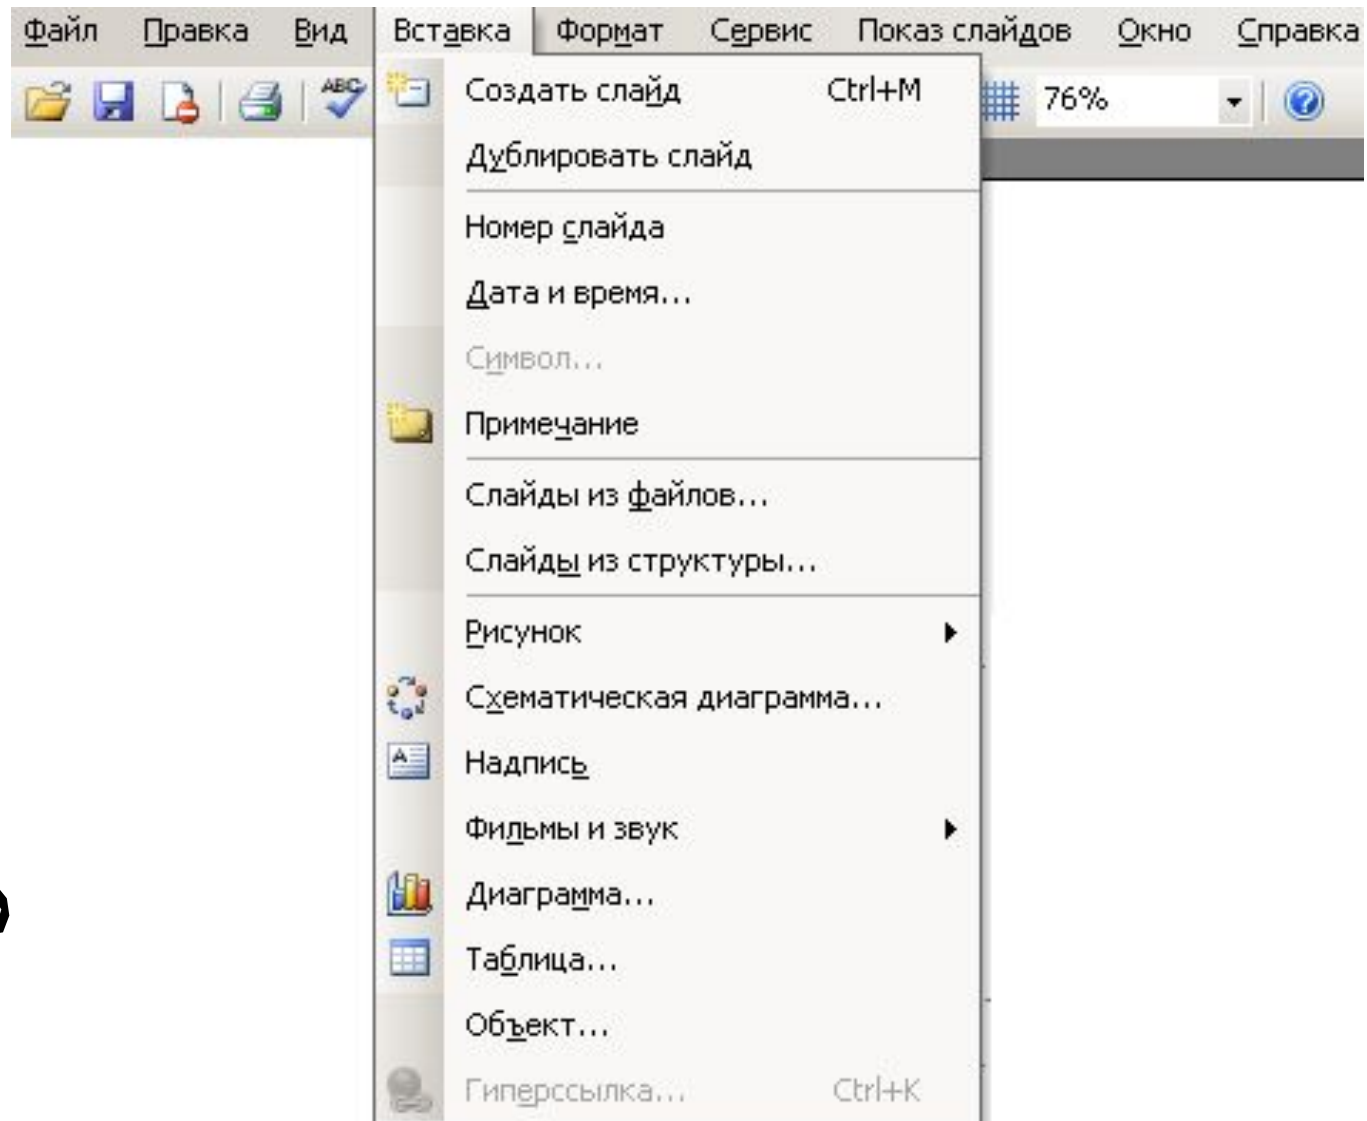 Файл Правка Вид Вставка Формат Сервис Показ слайдов Окно Справка
ABC 76%
Создать слайд Ctrl+M
Дублировать слайд
Номер слайда
Дата и время...
Символ...
Примечание
Слайды из файлов...
Слайды из структуры...
Рисунок
Схематическая диаграмма...
Надпись
Фильмы и звук
Диаграмма...
Таблица...
Объект...
Гиперссылка... Ctrl+K